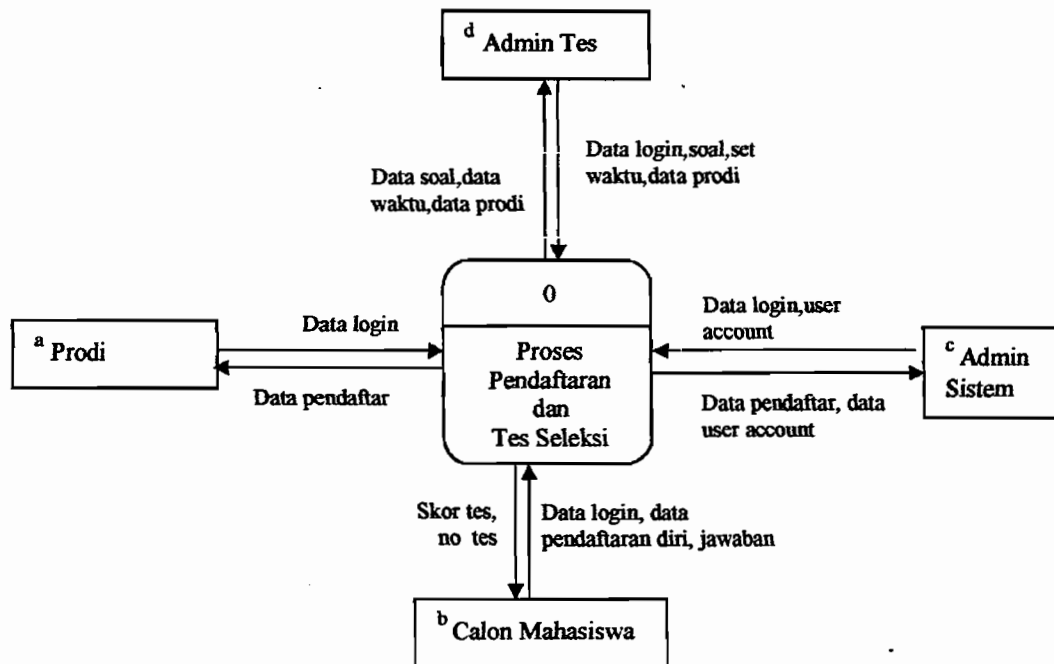 d Admin Tes
Data soal,data
waktu,data prodi
Data login,soal,set
waktu,data prodi
0
Proses
Pendaftaran
dan
Tes Seleksi
a Prodi
Data login
Data pendaftar
Data login,user
account
Data pendaftar, data
user account
c Admin
Sistem
Skor tes,
no tes
Data login, data
pendaftaran diri, jawaban
b Calon Mahasiswa